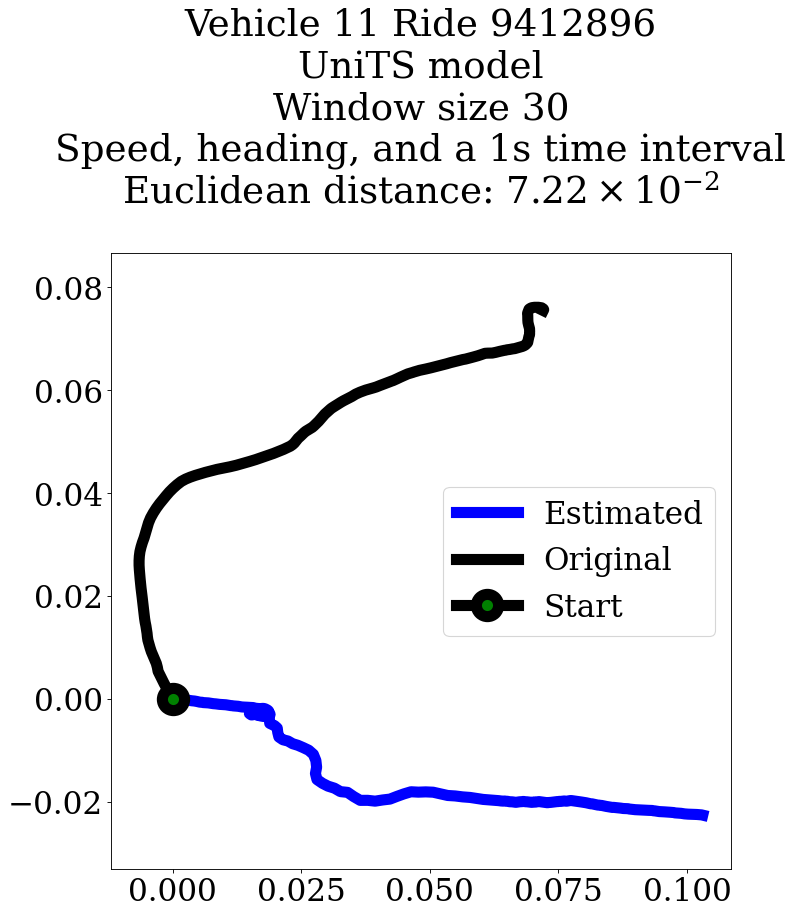 Vehicle 11 Ride 9412896
UniTS model
Window size 30
Speed, heading, and a 1s time interval
Euclidean distance: 7.22 × 10⁻²
0.08
0.06
0.04
0.02
0.00
−0.02
Estimated
Original
Start
0.000 0.025 0.050 0.075 0.100